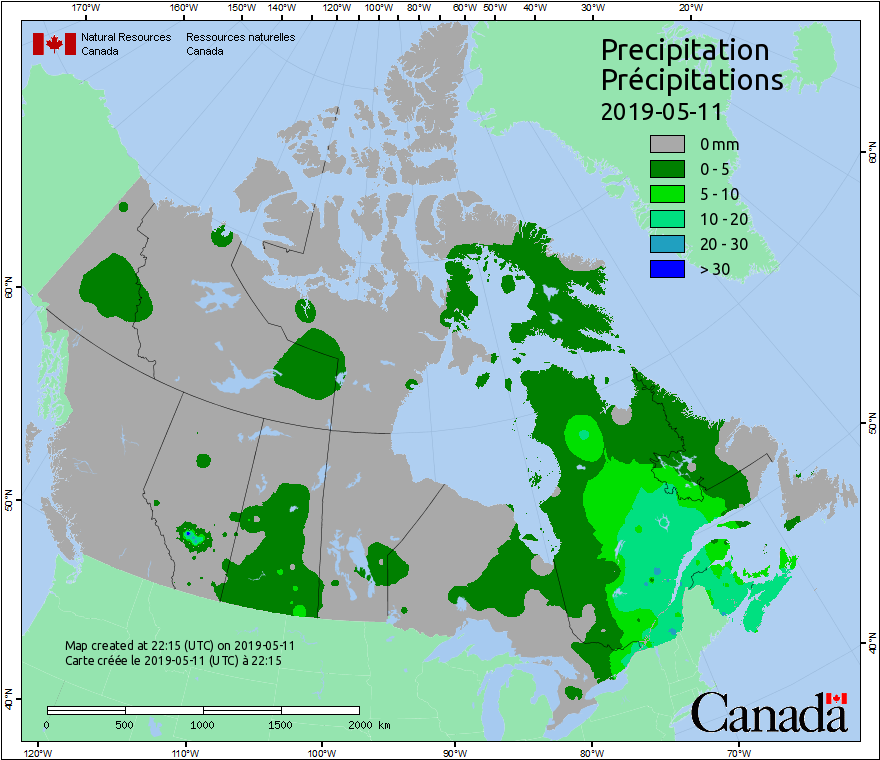 170°W 160°W 150°W 140°W 120°W 100°W 80°W 60°W 50°W 40°W 30°W 20°W
Natural Resources Ressources naturelles
Canada Canada
Precipitation
Précipitations
2019-05-11
0 mm
0 - 5
5 - 10
10 - 20
20 - 30
> 30
60°N
60°N
50°N
50°N
40°N
40°N
Map created at 22:15 (UTC) on 2019-05-11
Carte créée le 2019-05-11 (UTC) à 22:15
0 500 1000 1500 2000 km
Canada
120°W 110°W 100°W 90°W 80°W 70°W